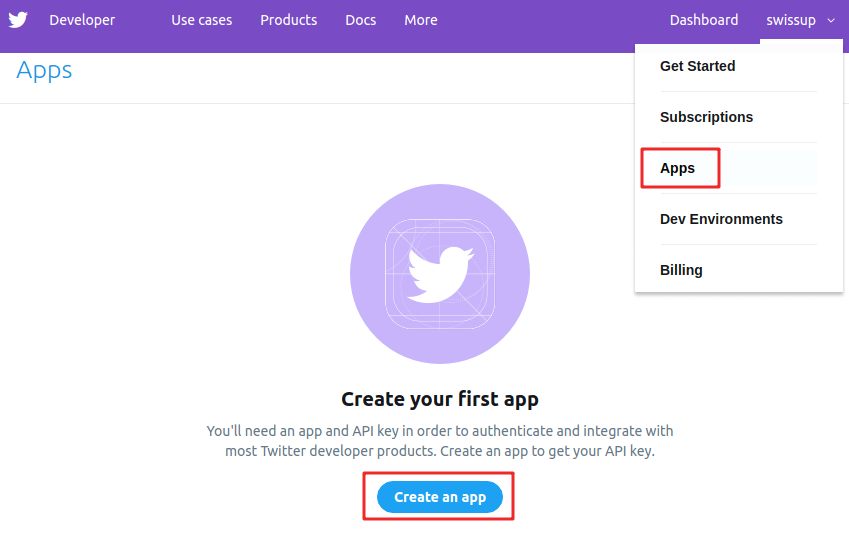 Developer Use cases Products Docs More Dashboard swissup
Apps
Get Started
Subscriptions
Apps
Dev Environments
Billing
Create your first app
You'll need an app and API key in order to authenticate and integrate with
most Twitter developer products. Create an app to get your API key.
Create an app